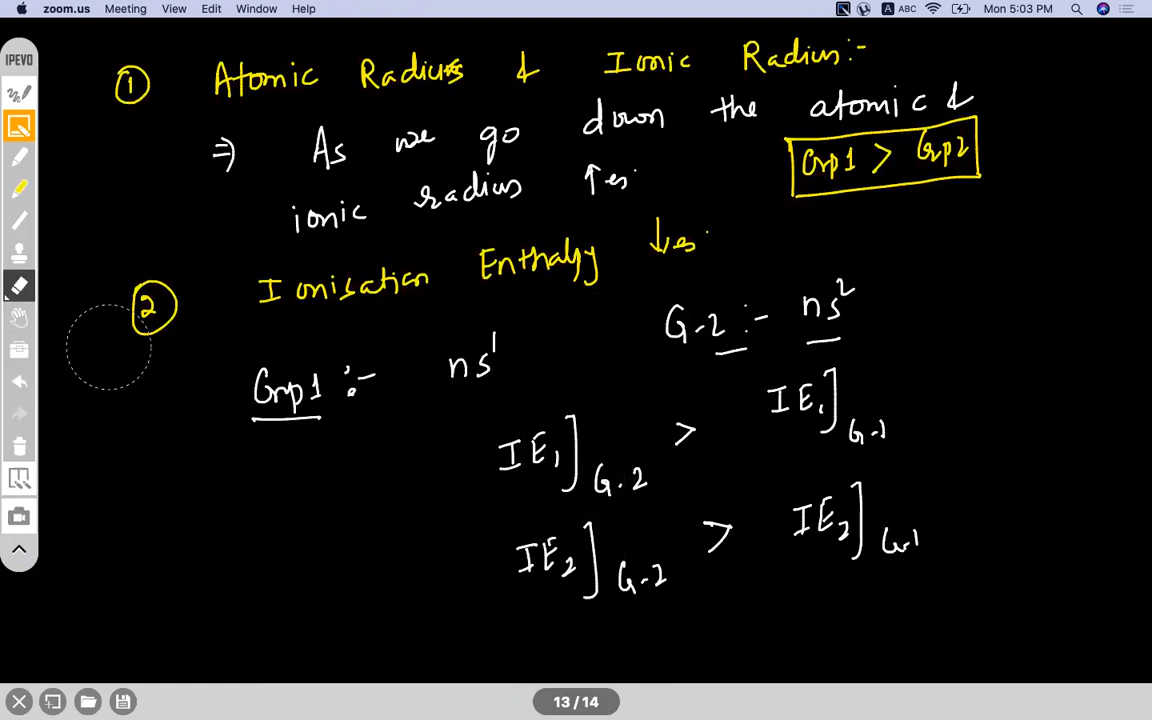 zoom.us Meeting View Edit Help ABC Mon 5:03 PM
IPEVO
① Atomic Radius & Ionic Radius:-
⇒ As we go down the atomic &
ionic radius ↑es.
Grp1 > Grp2
② Ionisation Enthalpy ↓es.
Grp1 :- ns¹
G-2 :- ns²
IE₁]G-2 > IE₁]G-1
IE₂]G-2 > IE₂]G-1
13/14